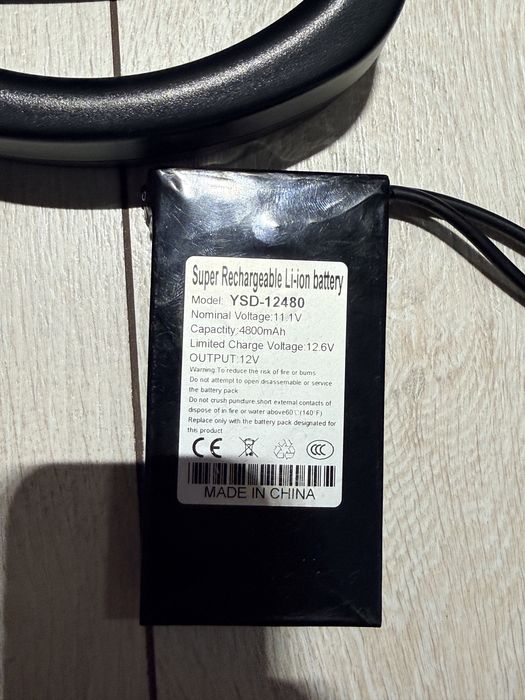 Super Rechargeable Li-ion battery
Model: YSD-12480
Nominal Voltage:11.1V
Capacity:4800mAh
Limited Charge Voltage:12.6V
OUTPUT:12V
Warning:To reduce the risk of fire or burns
Do not attempt to open disassemable or service
the battery pack
Do not crush puncture,short external contacts of
dispose of in fire or water above60℃(140°F)
Replace only with the battery pack designated for
this product
CE CCC
MADE IN CHINA